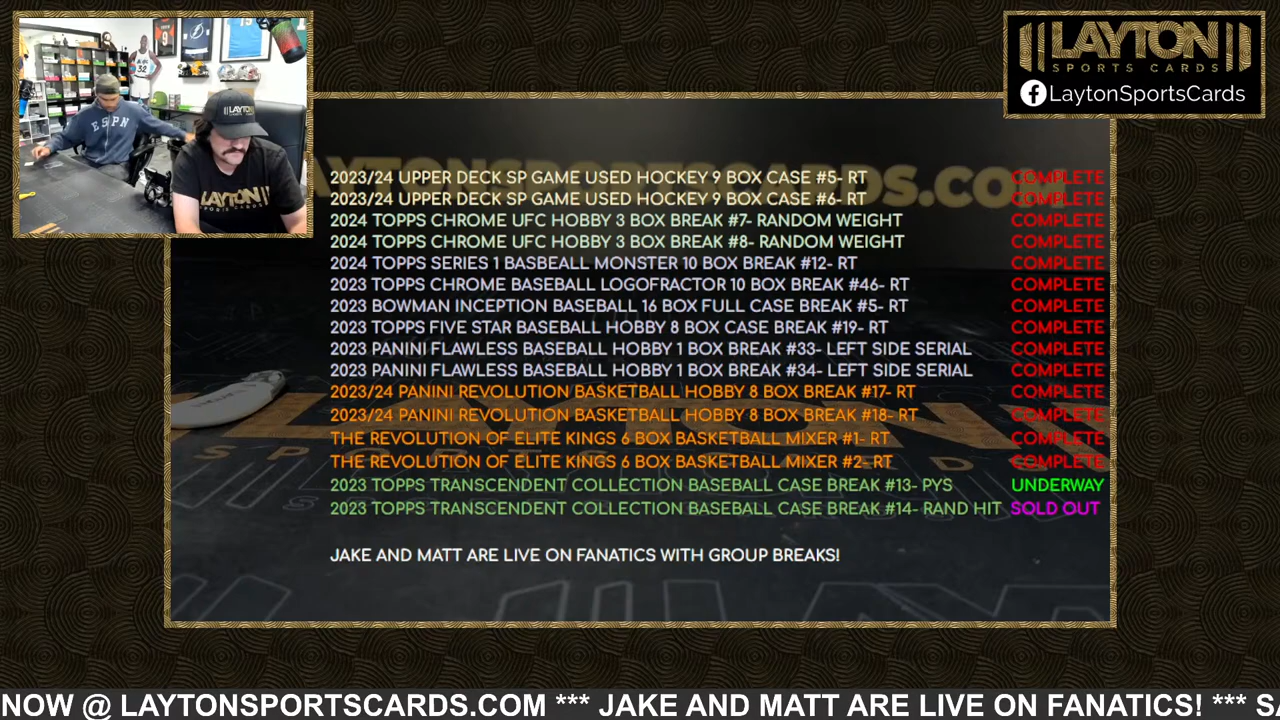 LAYTON
SPORTS CARDS
LaytonSportsCards
ESPN
LAYTON
LAYTON
LAYTONSPORTSCARDS.COM
2023/24 UPPER DECK SP GAME USED HOCKEY 9 BOX CASE #5- RT COMPLETE
2023/24 UPPER DECK SP GAME USED HOCKEY 9 BOX CASE #6- RT COMPLETE
2024 TOPPS CHROME UFC HOBBY 3 BOX BREAK #7- RANDOM WEIGHT COMPLETE
2024 TOPPS CHROME UFC HOBBY 3 BOX BREAK #8- RANDOM WEIGHT COMPLETE
2024 TOPPS SERIES 1 BASBEALL MONSTER 10 BOX BREAK #12- RT COMPLETE
2023 TOPPS CHROME BASEBALL LOGOFRACTOR 10 BOX BREAK #46- RT COMPLETE
2023 BOWMAN INCEPTION BASEBALL 16 BOX FULL CASE BREAK #5- RT COMPLETE
2023 TOPPS FIVE STAR BASEBALL HOBBY 8 BOX CASE BREAK #19- RT COMPLETE
2023 PANINI FLAWLESS BASEBALL HOBBY 1 BOX BREAK #33- LEFT SIDE SERIAL COMPLETE
2023 PANINI FLAWLESS BASEBALL HOBBY 1 BOX BREAK #34- LEFT SIDE SERIAL COMPLETE
2023/24 PANINI REVOLUTION BASKETBALL HOBBY 8 BOX BREAK #17- RT COMPLETE
2023/24 PANINI REVOLUTION BASKETBALL HOBBY 8 BOX BREAK #18- RT COMPLETE
THE REVOLUTION OF ELITE KINGS 6 BOX BASKETBALL MIXER #1- RT COMPLETE
THE REVOLUTION OF ELITE KINGS 6 BOX BASKETBALL MIXER #2- RT COMPLETE
2023 TOPPS TRANSCENDENT COLLECTION BASEBALL CASE BREAK #13- PYS UNDERWAY
2023 TOPPS TRANSCENDENT COLLECTION BASEBALL CASE BREAK #14- RAND HIT SOLD OUT
JAKE AND MATT ARE LIVE ON FANATICS WITH GROUP BREAKS!
NOW @ LAYTONSPORTSCARDS.COM *** JAKE AND MATT ARE LIVE ON FANATICS! *** SA